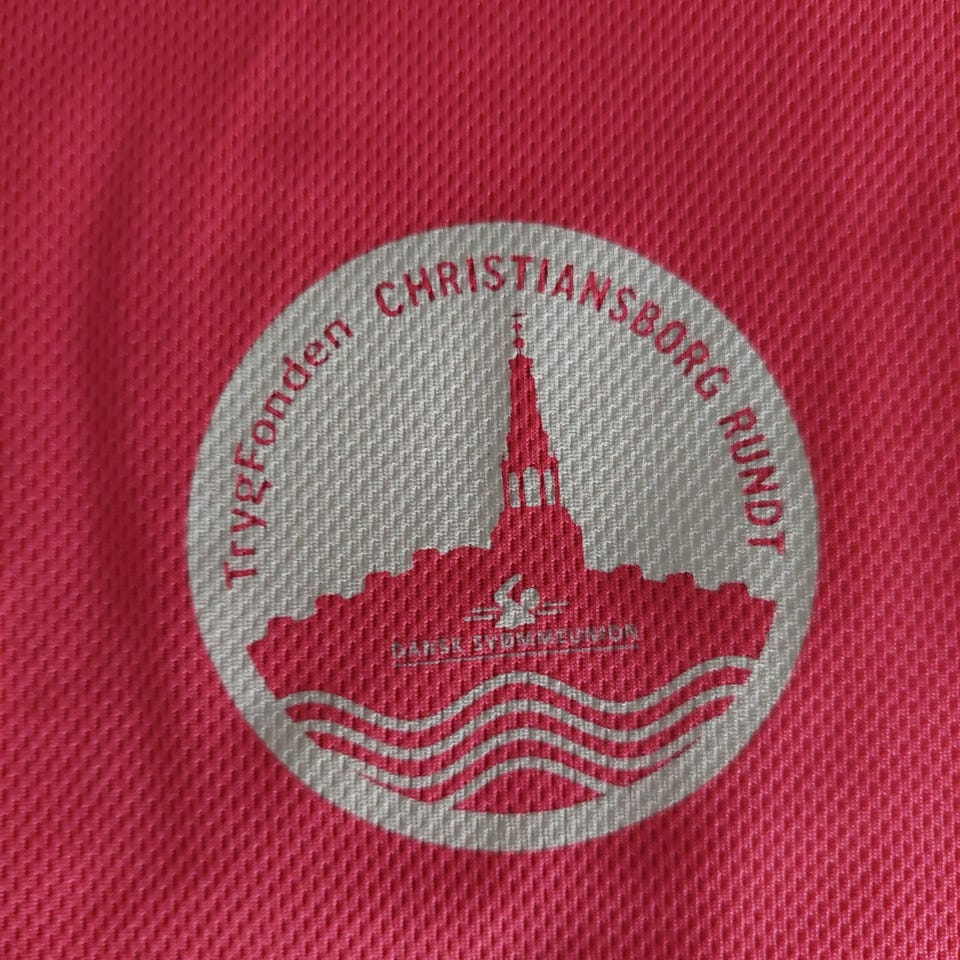 TrygFonden CHRISTIANSBORG RUNDT
DANSK SVØMMEUNION